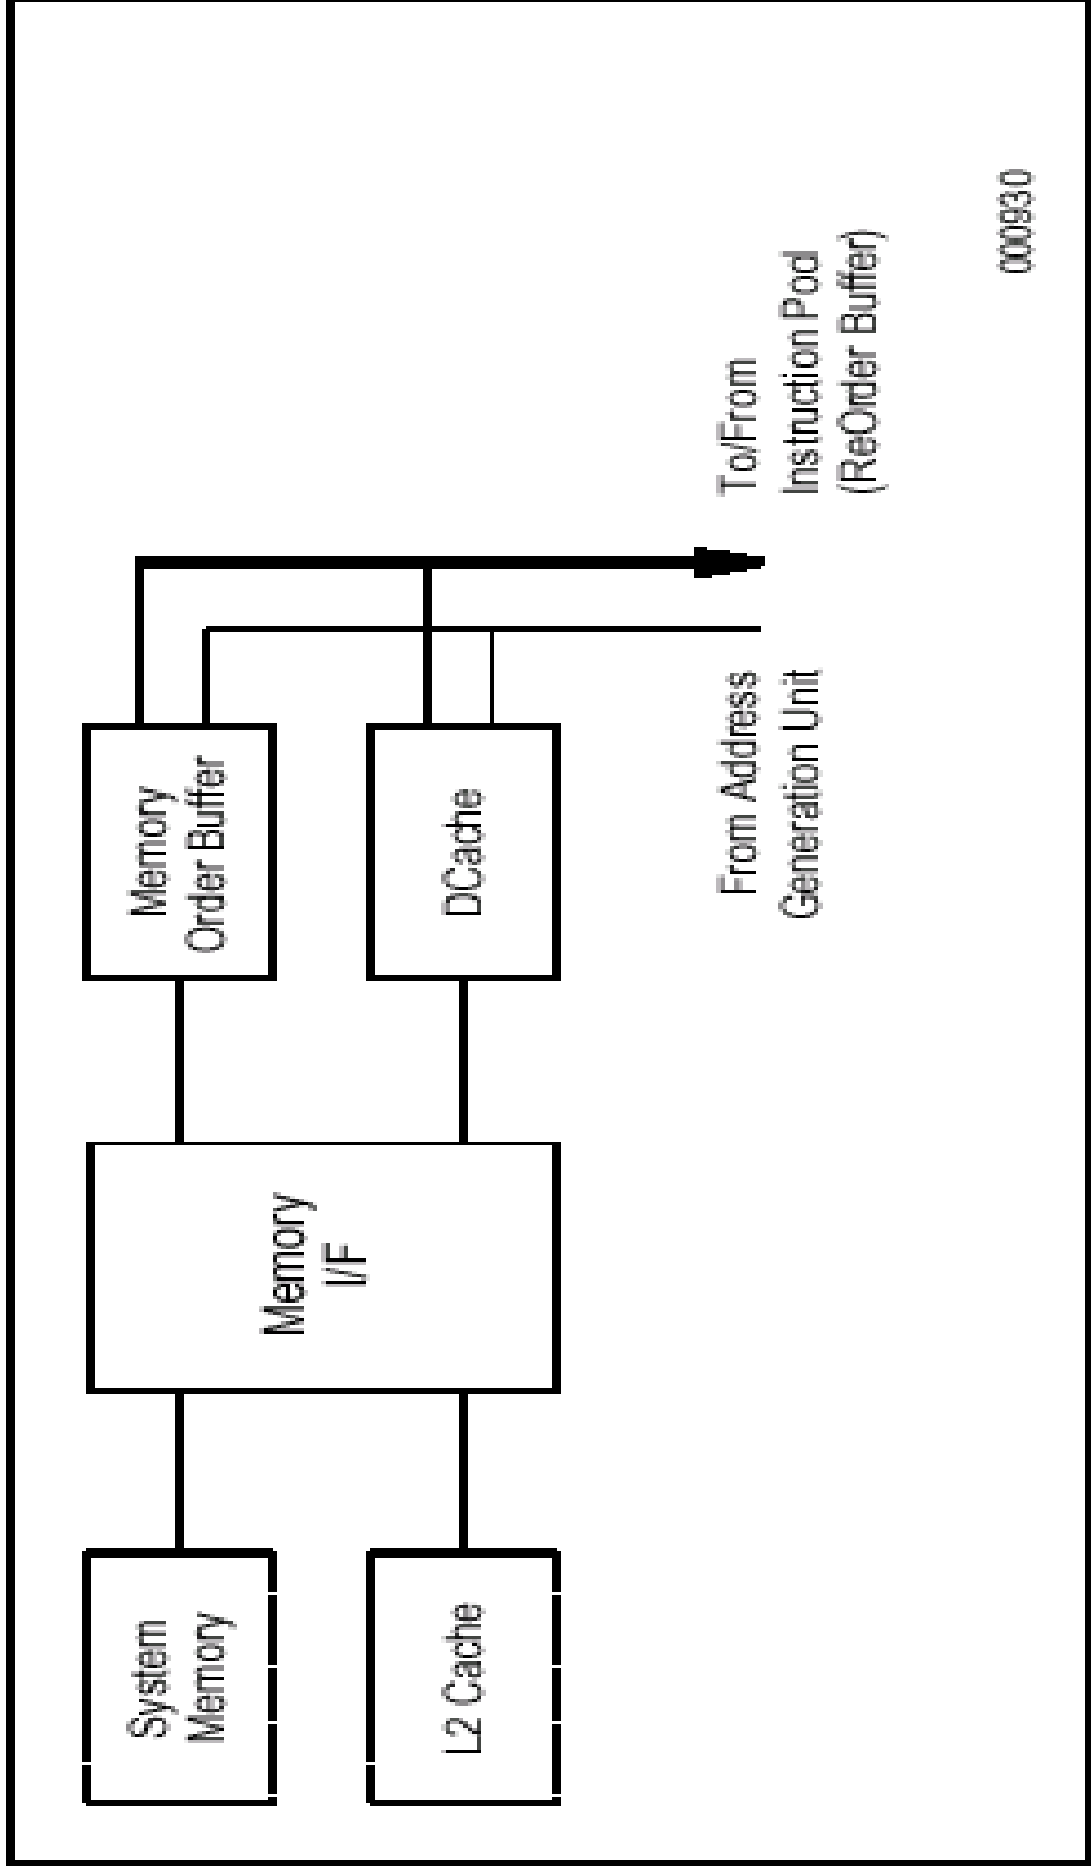 System
Memory
Memory
I/F
Memory
Order Buffer
L2 Cache
DCache
From Address
Generation Unit
To/From
Instruction Pod
(ReOrder Buffer)
000930